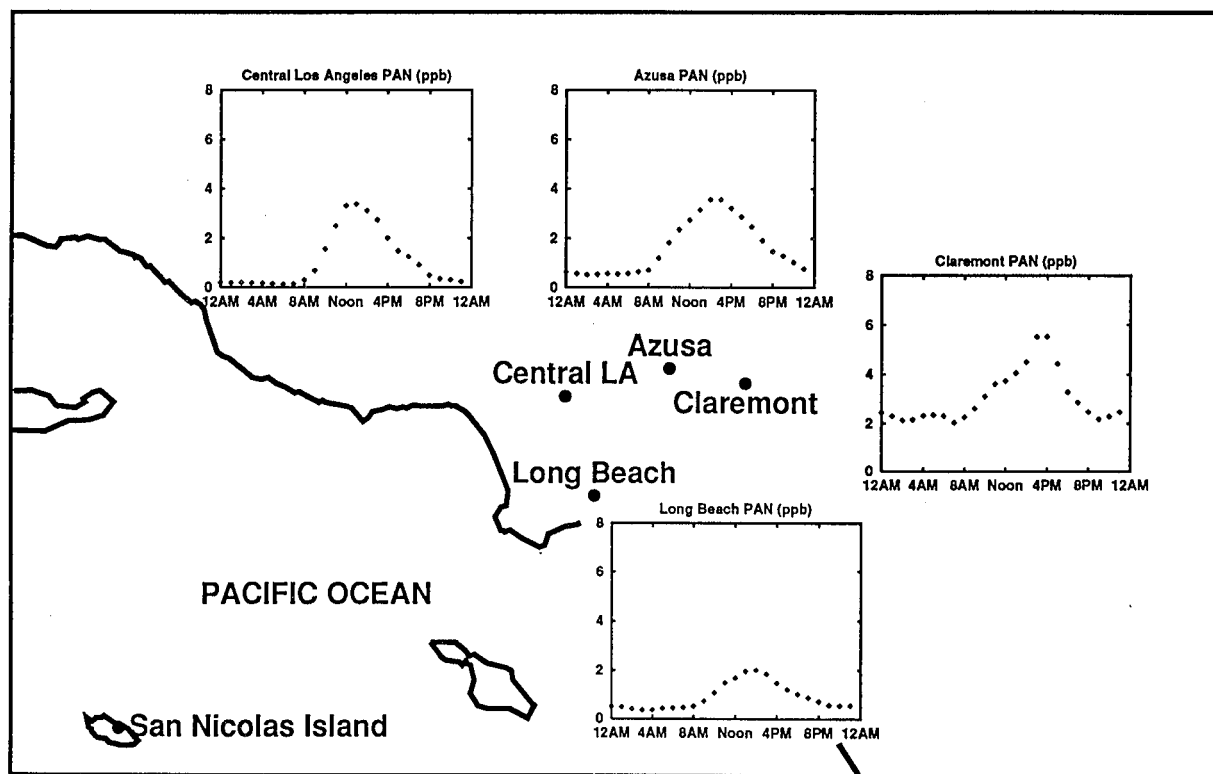 Central Los Angeles PAN (ppb)
8
6
4
2
0
12AM 4AM 8AM Noon 4PM 8PM 12AM
Azusa PAN (ppb)
8
6
4
2
0
12AM 4AM 8AM Noon 4PM 8PM 12AM
Claremont PAN (ppb)
8
6
4
2
0
12AM 4AM 8AM Noon 4PM 8PM 12AM
Azusa
Central LA
Claremont
Long Beach
Long Beach PAN (ppb)
8
6
4
2
0
12AM 4AM 8AM Noon 4PM 8PM 12AM
PACIFIC OCEAN
San Nicolas Island